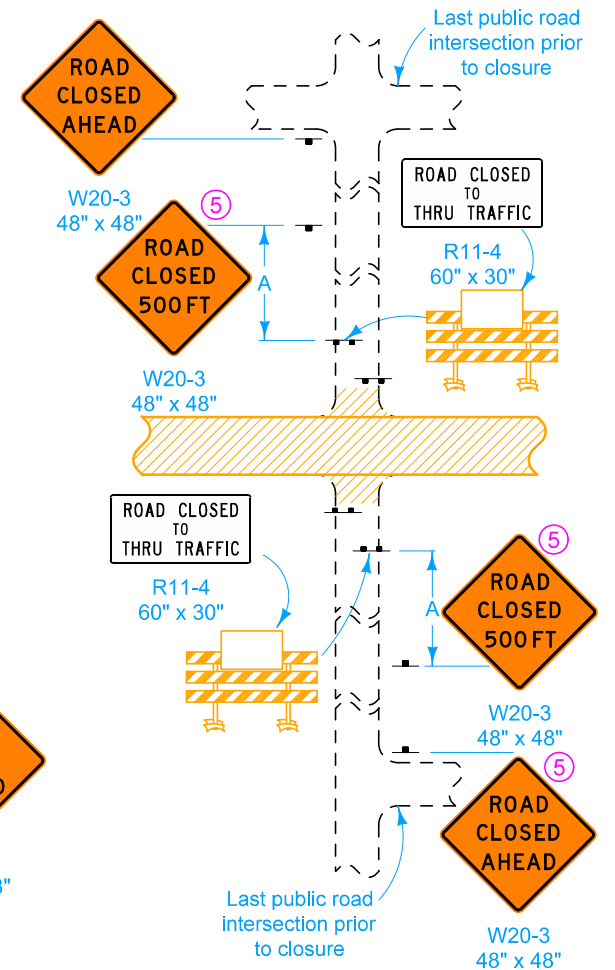 Last public road
intersection prior
to closure
ROAD
CLOSED
AHEAD
W20-3
48" x 48"
5
ROAD
CLOSED
500 FT
A
W20-3
48" x 48"
ROAD CLOSED
TO
THRU TRAFFIC
R11-4
60" x 30"
ROAD CLOSED
TO
THRU TRAFFIC
R11-4
60" x 30"
5
ROAD
CLOSED
500 FT
A
W20-3
48" x 48"
5
ROAD
CLOSED
AHEAD
W20-3
48" x 48"
Last public road
intersection prior
to closure